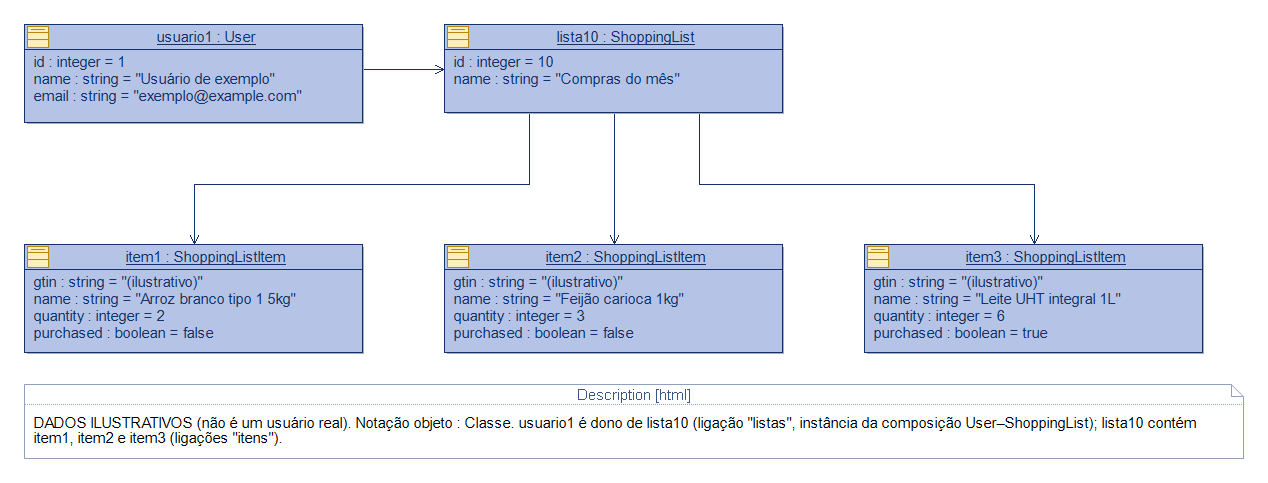 usuario1 : User
id : integer = 1
name : string = "Usuário de exemplo"
email : string = "exemplo@example.com"
lista10 : ShoppingList
id : integer = 10
name : string = "Compras do mês"
item1 : ShoppingListItem
gtin : string = "(ilustrativo)"
name : string = "Arroz branco tipo 1 5kg"
quantity : integer = 2
purchased : boolean = false
item2 : ShoppingListItem
gtin : string = "(ilustrativo)"
name : string = "Feijão carioca 1kg"
quantity : integer = 3
purchased : boolean = false
item3 : ShoppingListItem
gtin : string = "(ilustrativo)"
name : string = "Leite UHT integral 1L"
quantity : integer = 6
purchased : boolean = true
Description [html]
DADOS ILUSTRATIVOS (não é um usuário real). Notação objeto : Classe. usuario1 é dono de lista10 (ligação "listas", instância da composição User–ShoppingList); lista10 contém
item1, item2 e item3 (ligações "itens").